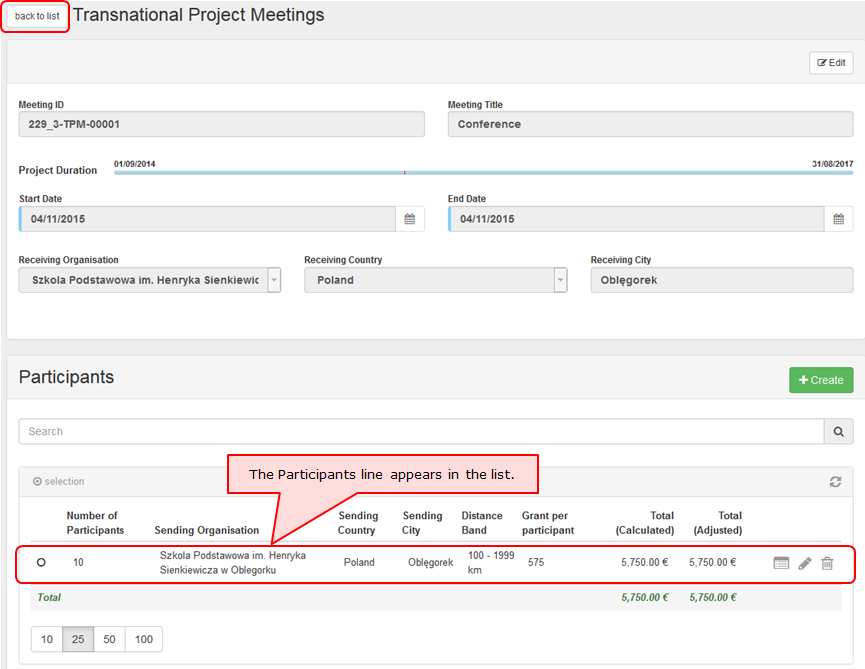 back to list Transnational Project Meetings
Edit
Meeting ID Meeting Title
229_3-TPM-00001 Conference
01/09/2014 31/08/2017
Project Duration
Start Date End Date
04/11/2015 04/11/2015
Receiving Organisation Receiving Country Receiving City
Szkola Podstawowa im. Henryka Sienkiewic Poland Oblęgorek
Participants
Create
Search
The Participants line appears in the list.
selection
Number of Participants Sending Organisation Sending Country Sending City Distance Band Grant per participant Total (Calculated) Total (Adjusted)
10 Szkola Podstawowa im. Henryka Sienkiewicza w Oblegorku Poland Oblęgorek 100 - 1999 km 575 5,750.00 € 5,750.00 €
Total 5,750.00 € 5,750.00 €
10 25 50 100